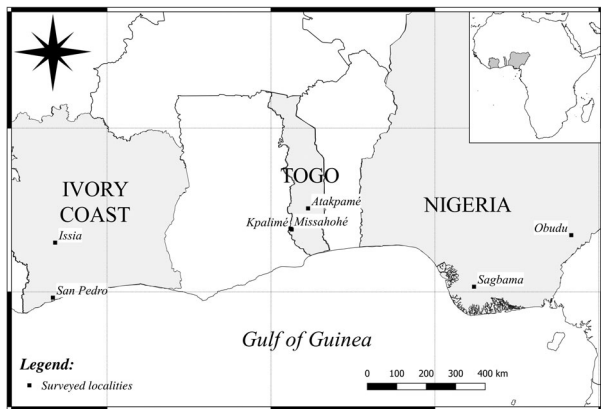 IVORY
COAST
TOGO
NIGERIA
Atakpamé
Kpalimé Missahohé
Issia
Obudu
Sagbama
San Pedro
Gulf of Guinea
Legend:
Surveyed localities
0 100 200 300 400 km
0